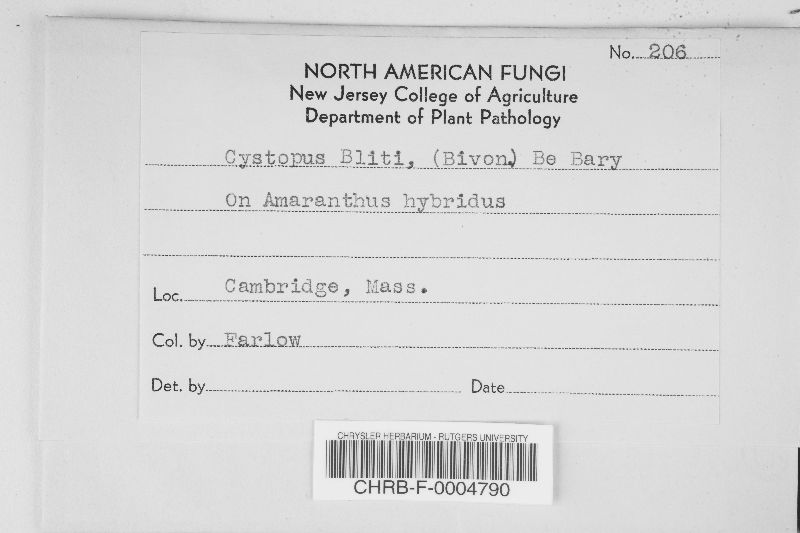 No. 206
NORTH AMERICAN FUNGI
New Jersey College of Agriculture
Department of Plant Pathology
Cystopus Bliti, (Bivon.) Be Bary
On Amaranthus hybridus
Loc. Cambridge, Mass.
Col. by Farlow
Det. by Date
CHRYSLER HERBARIUM - RUTGERS UNIVERSITY
CHRB-F-0004790